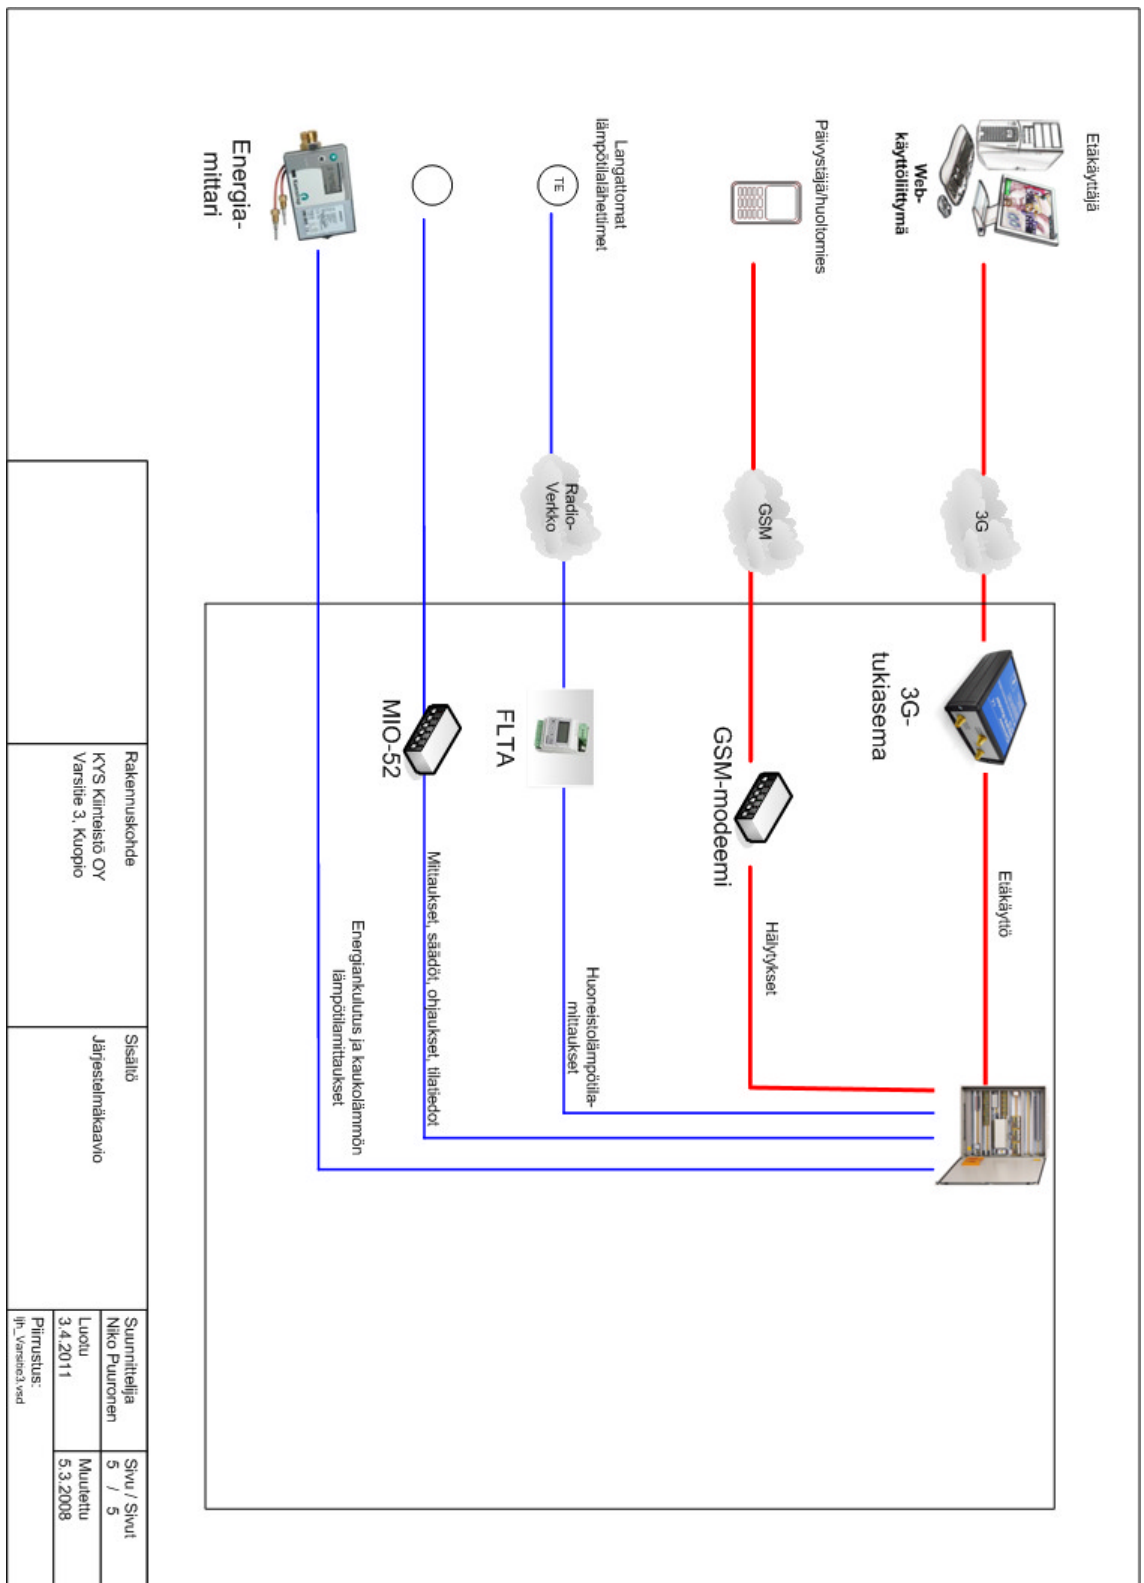 Etäkäyttäjä
Web-
käyttöliittymä
3G
3G-
tukiasema
Etäkäyttö
Päivystäjä/huoltomies
GSM
GSM-modeemi
Hälytykset
Langattomat
lämpötilalähettimet
TE
Radio-
Verkko
FLTA
Huoneistolämpötila-
mittaukset
MIO-52
Mittaukset, säädöt, ohjaukset, tilatiedot
Energia-
mittari
Energiankulutus ja kaukolämmön
lämpötilamittaukset
Rakennuskohde
KYS Kiinteistö OY
Varsitie 3, Kuopio
Sisältö
Järjestelmäkaavio
Suunnittelija
Niko Puuronen
Sivu / Sivut
5 / 5
Luotu
3.4.2011
Muutettu
5.3.2008
Piirrustus:
ljh_Varsitie3.vsd